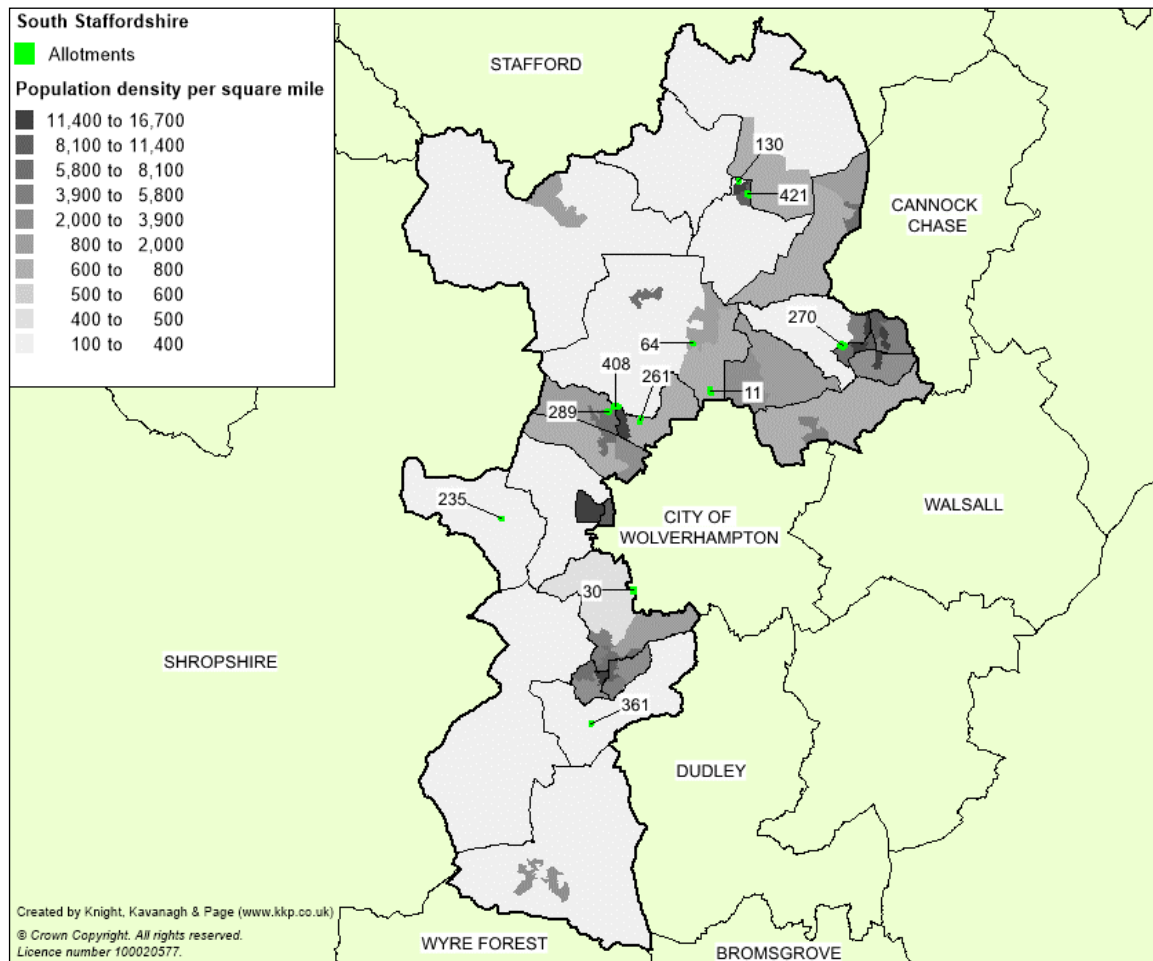 South Staffordshire
Allotments
Population density per square mile
11,400 to 16,700
8,100 to 11,400
5,800 to 8,100
3,900 to 5,800
2,000 to 3,900
800 to 2,000
600 to 800
500 to 600
400 to 500
100 to 400
STAFFORD
130
421
CANNOCK
CHASE
270
64
408
261
11
289
235
CITY OF
WOLVERHAMPTON
WALSALL
30
SHROPSHIRE
361
DUDLEY
Created by Knight, Kavanagh & Page (www.kkp.co.uk)
© Crown Copyright. All rights reserved.
Licence number 100020577.
WYRE FOREST
BROMSGROVE